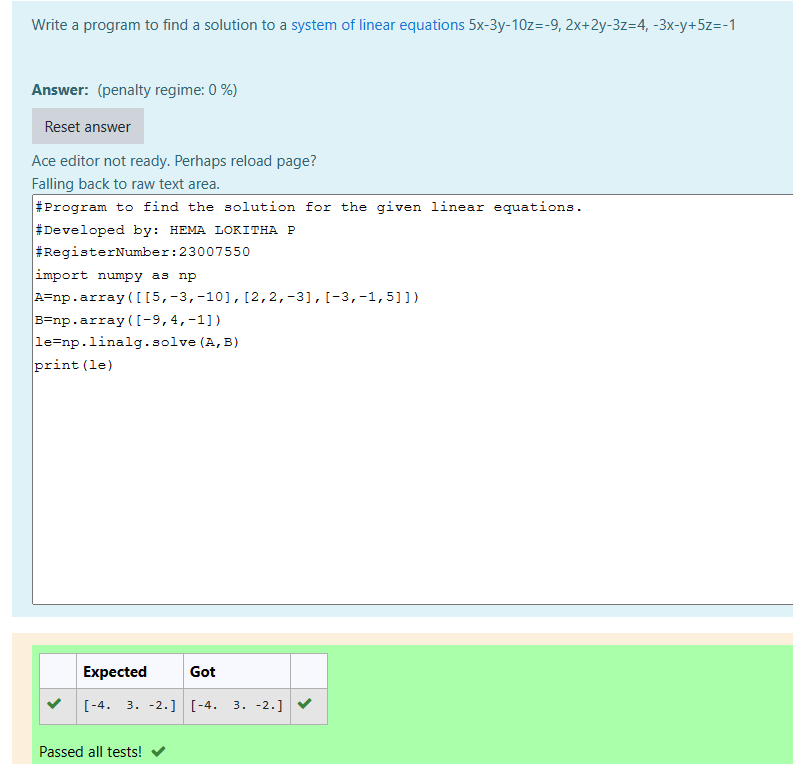 Write a program to find a solution to a system of linear equations 5x-3y-10z=-9, 2x+2y-3z=4, -3x-y+5z=-1
Answer: (penalty regime: 0 %)
Reset answer
Ace editor not ready. Perhaps reload page?
Falling back to raw text area.
#Program to find the solution for the given linear equations.
#Developed by: HEMA LOKITHA P
#RegisterNumber:23007550
import numpy as np
A=np.array([[5,-3,-10],[2,2,-3],[-3,-1,5]])
B=np.array([-9,4,-1])
le=np.linalg.solve(A,B)
print(le)
Expected Got
[-4.  3. -2.] [-4.  3. -2.]
Passed all tests!